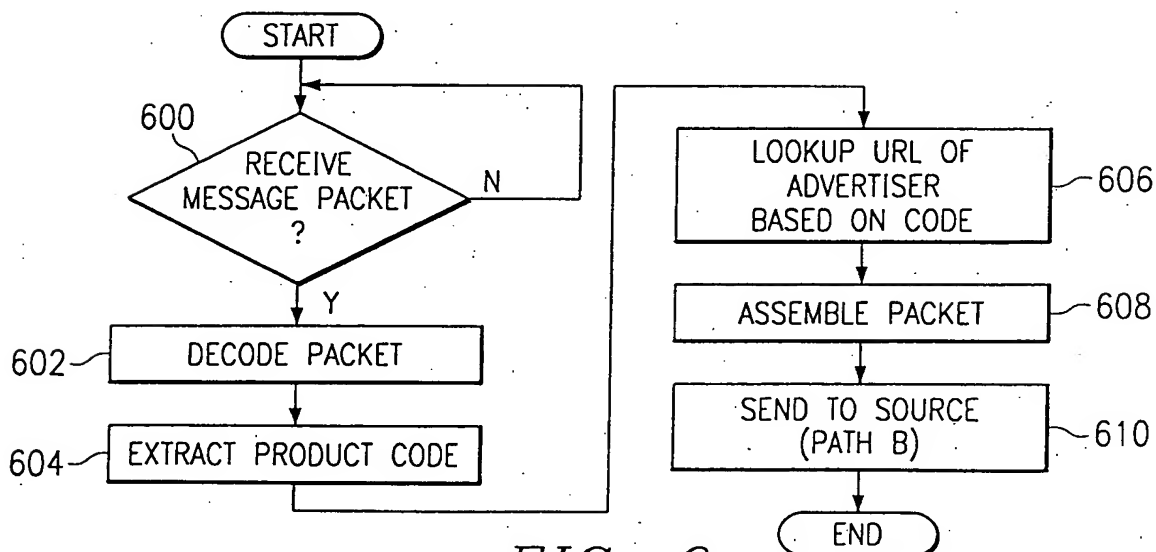 START
600
RECEIVE
MESSAGE PACKET
?
N
Y
602
DECODE PACKET
604
EXTRACT PRODUCT CODE
LOOKUP URL OF
ADVERTISER
BASED ON CODE
606
ASSEMBLE PACKET
608
SEND TO SOURCE
(PATH B)
610
END